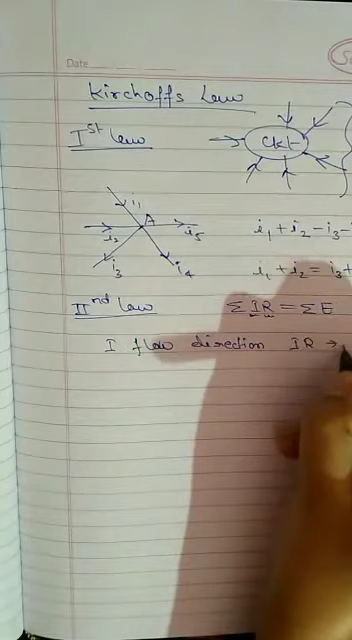 Date
Kirchoffs Law
Ist law
Ckt
i1
A
i2
i5
i3
i4
i1 + i2 - i3 -
i1 + i2 = i3 +
IInd law
Σ IR = Σ E
I flow direction IR →